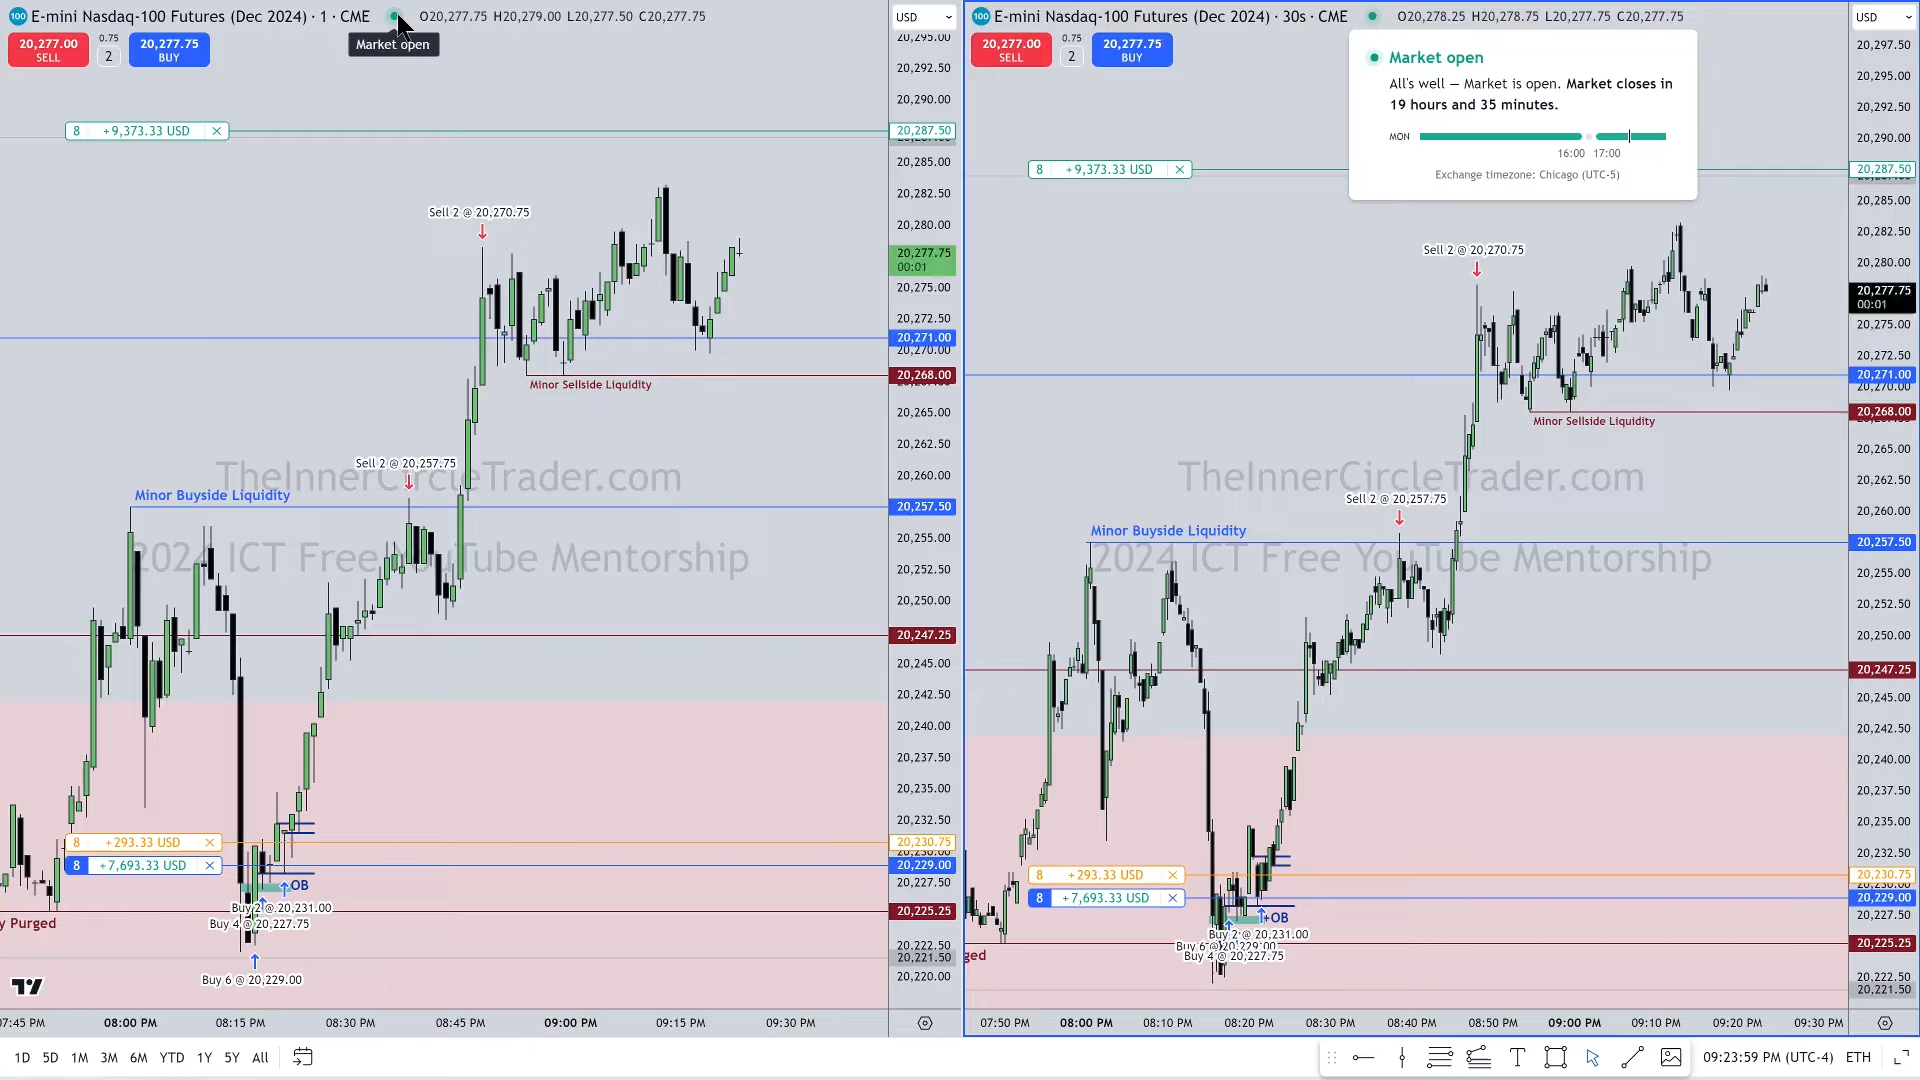 E-mini Nasdaq-100 Futures (Dec 2024) · 1 · CME
O20,277.75 H20,279.00 L20,277.50 C20,277.75
USD
20,277.00
SELL
0.75
2
20,277.75
BUY
Market open
20,295.00
20,292.50
20,290.00
8 +9,373.33 USD
20,287.50
20,285.00
20,282.50
Sell 2 @ 20,270.75
20,280.00
20,277.75
00:01
20,275.00
20,272.50
20,271.00
20,270.00
20,268.00
Minor Sellside Liquidity
20,265.00
20,262.50
Sell 2 @ 20,257.75
20,260.00
TheInnerCircleTrader.com
Minor Buyside Liquidity
20,257.50
20,255.00
2024 ICT Free YouTube Mentorship
20,252.50
20,250.00
20,247.25
20,245.00
20,242.50
20,240.00
20,237.50
20,235.00
20,232.50
8 +293.33 USD
20,230.75
8 +7,693.33 USD
20,229.00
OB
20,227.50
Buy 2 @ 20,231.00
20,225.25
y Purged
Buy 4 @ 20,227.75
20,222.50
20,221.50
Buy 6 @ 20,229.00
20,220.00
07:45 PM 08:00 PM 08:15 PM 08:30 PM 08:45 PM 09:00 PM 09:15 PM 09:30 PM
E-mini Nasdaq-100 Futures (Dec 2024) · 30s · CME
O20,278.25 H20,278.75 L20,277.75 C20,277.75
USD
20,277.00
SELL
0.75
2
20,277.75
BUY
Market open
All's well — Market is open. Market closes in
19 hours and 35 minutes.
MON
16:00 17:00
Exchange timezone: Chicago (UTC-5)
20,297.50
20,295.00
20,292.50
20,290.00
8 +9,373.33 USD
20,287.50
20,285.00
20,282.50
Sell 2 @ 20,270.75
20,280.00
20,277.75
00:01
20,275.00
20,272.50
20,271.00
20,270.00
20,268.00
Minor Sellside Liquidity
20,265.00
20,262.50
TheInnerCircleTrader.com
Sell 2 @ 20,257.75
20,260.00
Minor Buyside Liquidity
20,257.50
2024 ICT Free YouTube Mentorship
20,255.00
20,252.50
20,250.00
20,247.25
20,245.00
20,242.50
20,240.00
20,237.50
20,235.00
20,232.50
8 +293.33 USD
20,230.75
8 +7,693.33 USD
20,229.00
+OB
20,227.50
Buy 2 @ 20,231.00
20,225.25
Buy 6 @ 20,229.00
ged
Buy 4 @ 20,227.75
20,222.50
20,221.50
07:50 PM 08:00 PM 08:10 PM 08:20 PM 08:30 PM 08:40 PM 08:50 PM 09:00 PM 09:10 PM 09:20 PM 09:30 PM
1D 5D 1M 3M 6M YTD 1Y 5Y All
09:23:59 PM (UTC-4) ETH